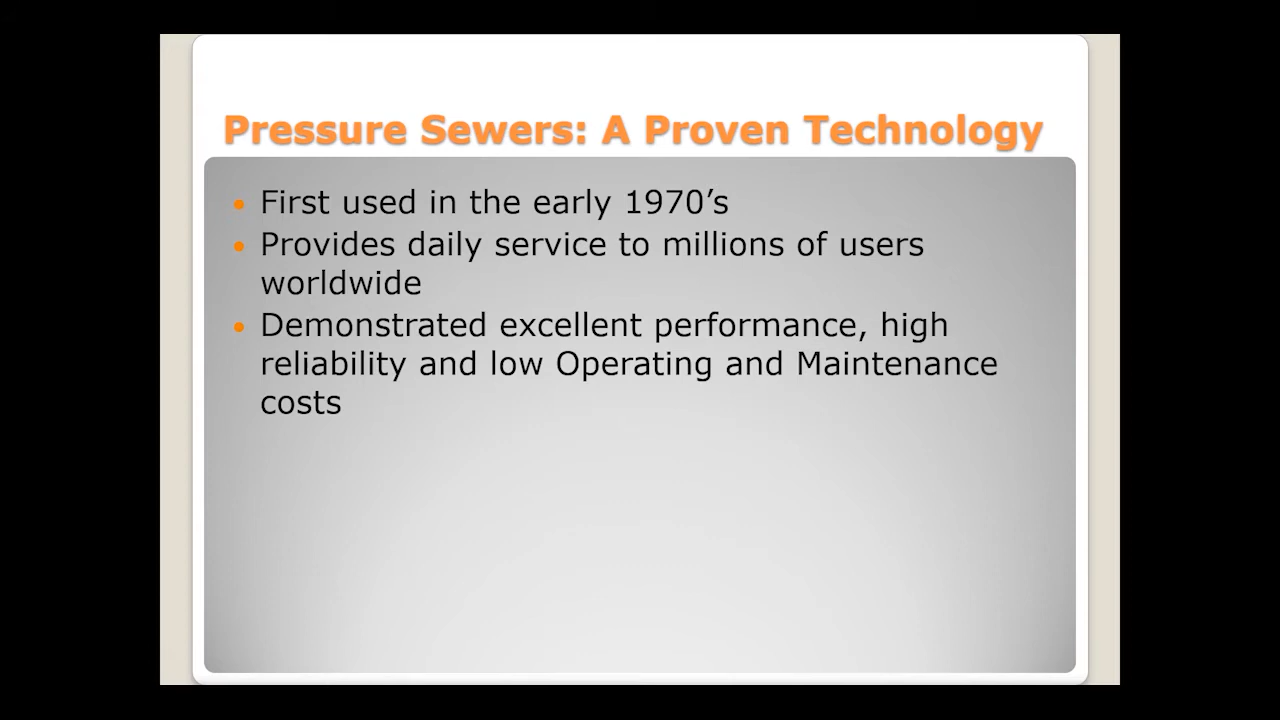 Pressure Sewers: A Proven Technology
• First used in the early 1970’s
• Provides daily service to millions of users
worldwide
• Demonstrated excellent performance, high
reliability and low Operating and Maintenance
costs